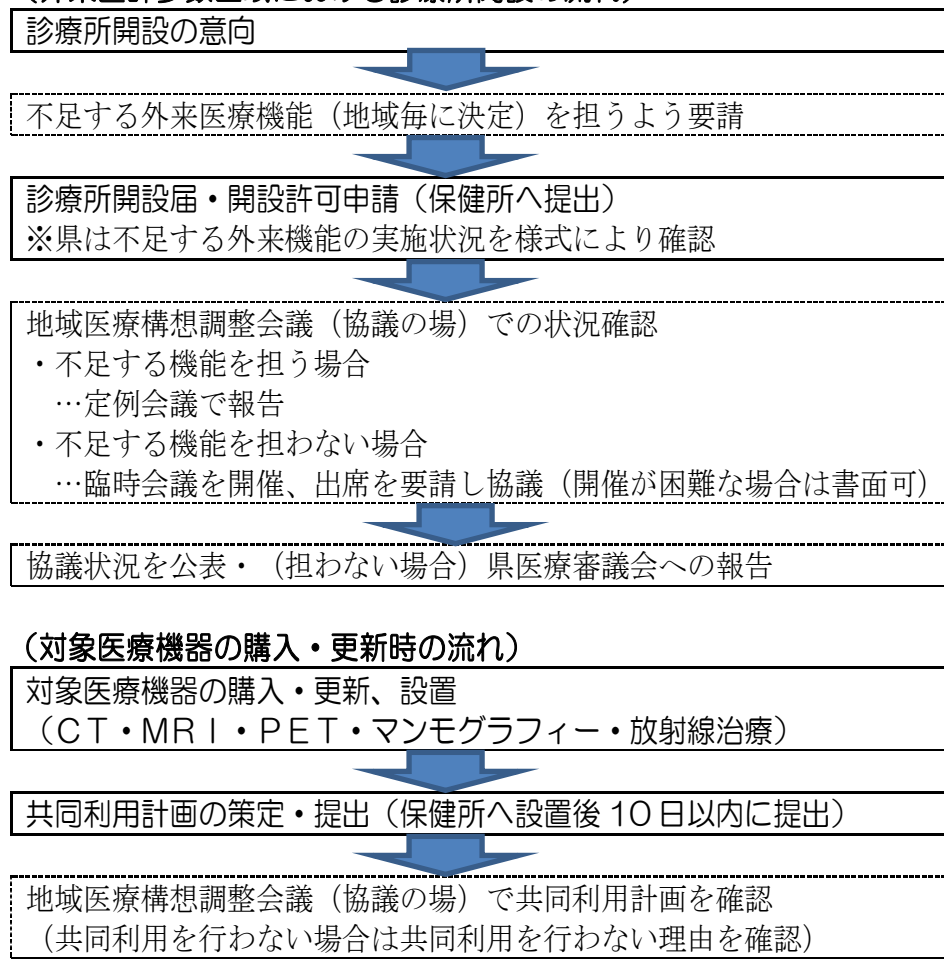 診療所開設の意向
不足する外来医療機能（地域毎に決定）を担うよう要請
診療所開設届・開設許可申請（保健所へ提出）
※県は不足する外来機能の実施状況を様式により確認
地域医療構想調整会議（協議の場）での状況確認
・不足する機能を担う場合
…定例会議で報告
・不足する機能を担わない場合
…臨時会議を開催、出席を要請し協議（開催が困難な場合は書面可）
協議状況を公表・（担わない場合）県医療審議会への報告
（対象医療機器の購入・更新時の流れ）
対象医療機器の購入・更新、設置
（ＣＴ・ＭＲＩ・ＰＥＴ・マンモグラフィー・放射線治療）
共同利用計画の策定・提出（保健所へ設置後10日以内に提出）
地域医療構想調整会議（協議の場）で共同利用計画を確認
（共同利用を行わない場合は共同利用を行わない理由を確認）